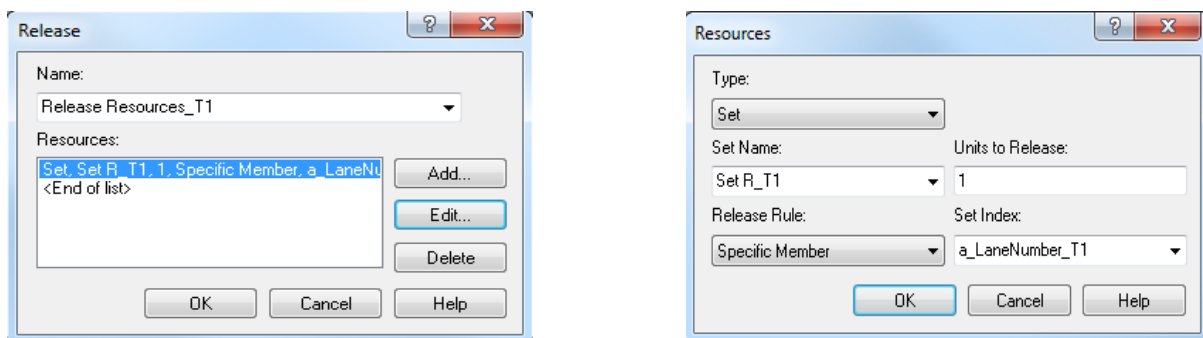 Release
Name:
Release Resources_T1
Resources:
Set, Set R_T1, 1, Specific Member, a_LaneNu
<End of list>
Add...
Edit...
Delete
OK Cancel Help
Resources
Type:
Set
Set Name: Units to Release:
Set R_T1 1
Release Rule: Set Index:
Specific Member a_LaneNumber_T1
OK Cancel Help